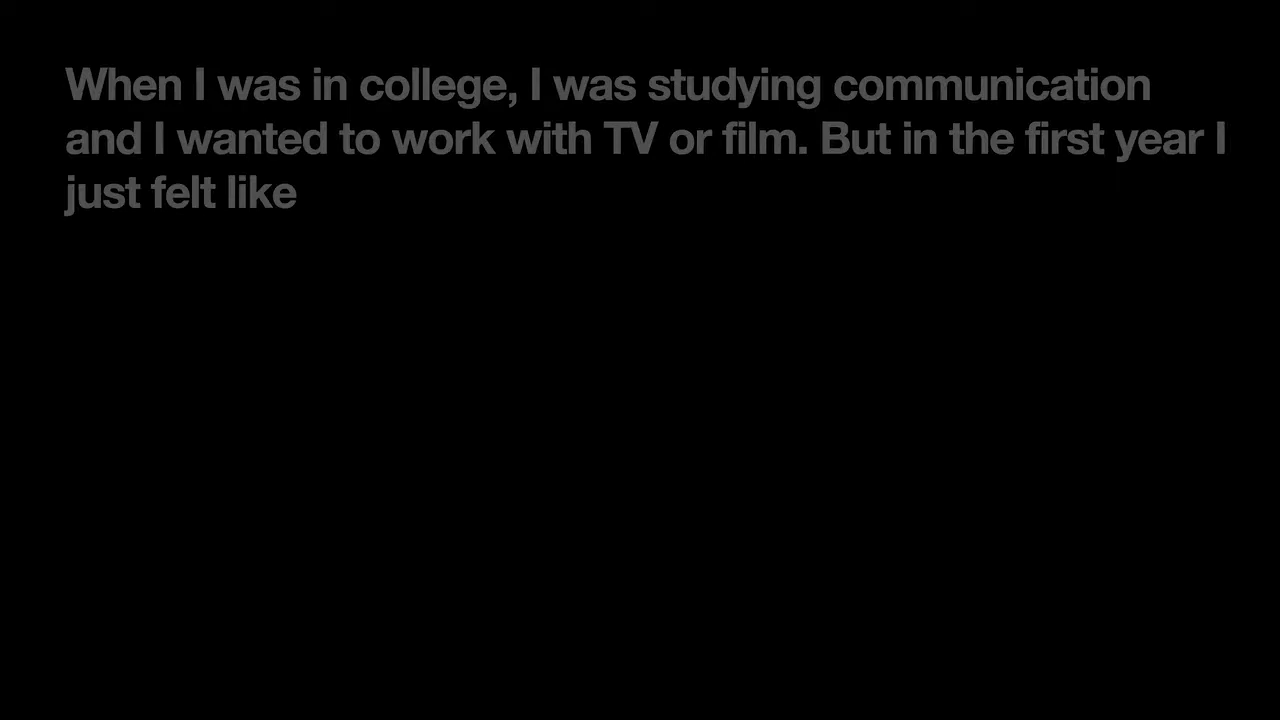 When I was in college, I was studying communication
and I wanted to work with TV or film. But in the first year I
just felt like